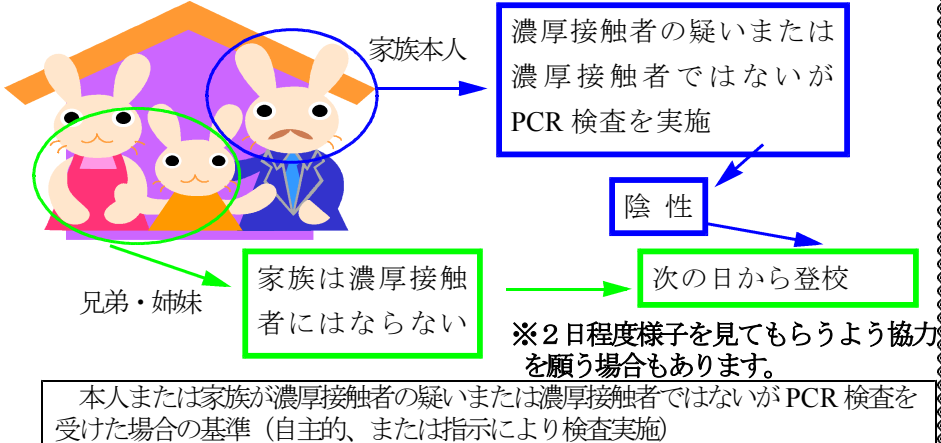 家族本人
濃厚接触者の疑いまたは
濃厚接触者ではないが
PCR 検査を実施
陰 性
兄弟・姉妹
家族は濃厚接触
者にはならない
次の日から登校
※２日程度様子を見てもらうよう協力
を願う場合もあります。
本人または家族が濃厚接触者の疑いまたは濃厚接触者ではないが PCR 検査を
受けた場合の基準（自主的、または指示により検査実施）